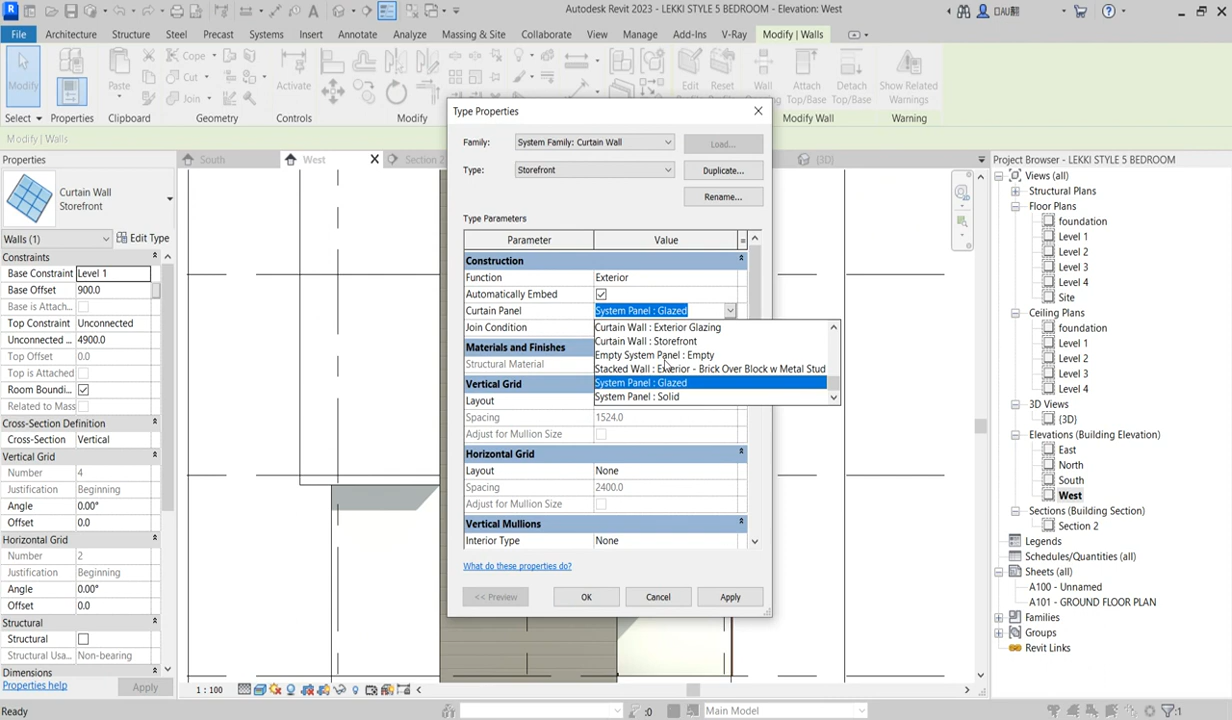 Autodesk Revit 2023 - LEKKI STYLE 5 BEDROOM - Elevation: West
File Architecture Structure Steel Precast Systems Insert Annotate Analyze Massing & Site Collaborate View Manage Add-Ins V-Ray Modify | Walls
Cope
Cut
Join
Modify Paste Activate Edit Reset Wall Attach Detach Show Related
Profile Top/Base Top/Base Warnings
Select Properties Clipboard Geometry Controls Modify Modify Wall Warning
Modify | Walls
Properties
South
West
Section 2
(3D)
Curtain Wall
Storefront
Walls (1)
Edit Type
Constraints
Base Constraint Level 1
Base Offset 900.0
Base is Attach...
Top Constraint Unconnected
Unconnected ... 4900.0
Top Offset 0.0
Top is Attached...
Room Boundi...
Related to Mass
Cross-Section Definition
Cross-Section Vertical
Vertical Grid
Number 4
Justification Beginning
Angle 0.00°
Offset 0.0
Horizontal Grid
Number 2
Justification Beginning
Angle 0.00°
Offset 0.0
Structural
Structural
Structural Usa... Non-bearing
Dimensions
Properties help
Apply
Type Properties
Family: System Family: Curtain Wall Load...
Type: Storefront Duplicate...
Rename...
Type Parameters
Parameter Value =
Construction
Function Exterior
Automatically Embed
Curtain Panel System Panel : Glazed
Join Condition
Curtain Wall : Exterior Glazing
Curtain Wall : Storefront
Empty System Panel : Empty
Stacked Wall : Exterior - Brick Over Block w Metal Stud
System Panel : Glazed
System Panel : Solid
Materials and Finishes
Structural Material
Vertical Grid
Layout
Spacing 1524.0
Adjust for Mullion Size
Horizontal Grid
Layout None
Spacing 2400.0
Adjust for Mullion Size
Vertical Mullions
Interior Type None
What do these properties do?
<< Preview OK Cancel Apply
Project Browser - LEKKI STYLE 5 BEDROOM
Views (all)
Structural Plans
Floor Plans
foundation
Level 1
Level 2
Level 3
Level 4
Site
Ceiling Plans
foundation
Level 1
Level 2
Level 3
Level 4
3D Views
(3D)
Elevations (Building Elevation)
East
North
South
West
Sections (Building Section)
Section 2
Legends
Schedules/Quantities (all)
Sheets (all)
A100 - Unnamed
A101 - GROUND FLOOR PLAN
Families
Groups
Revit Links
1 : 100
Ready
:0
Main Model
:1